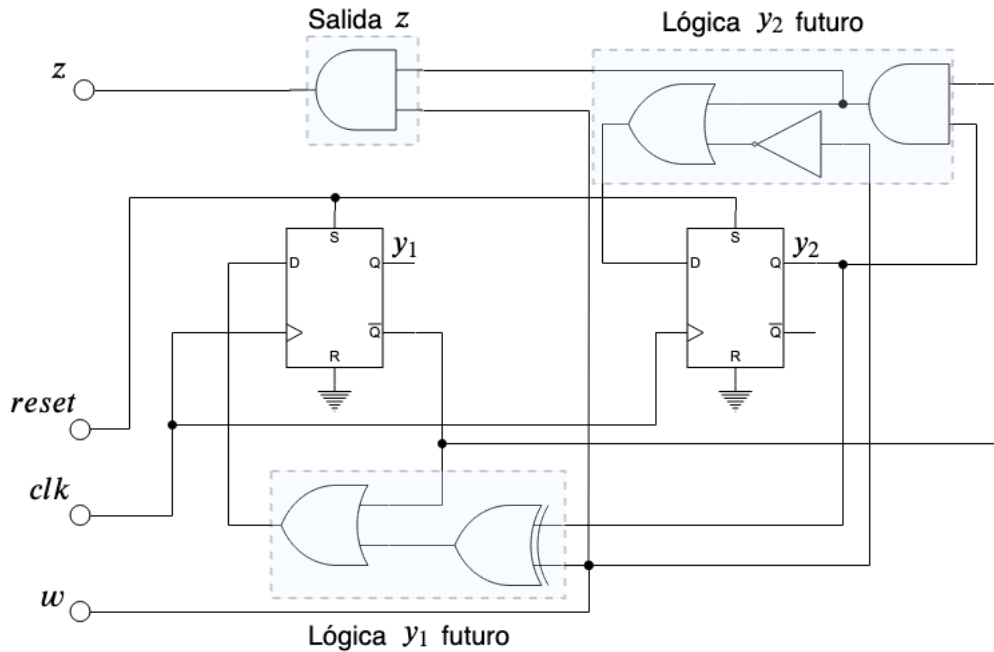 Salida z
Lógica y₂ futuro
z
S
S
y₁
y₂
D
Q
D
Q
Q̅
Q̅
R
R
reset
clk
w
Lógica y₁ futuro